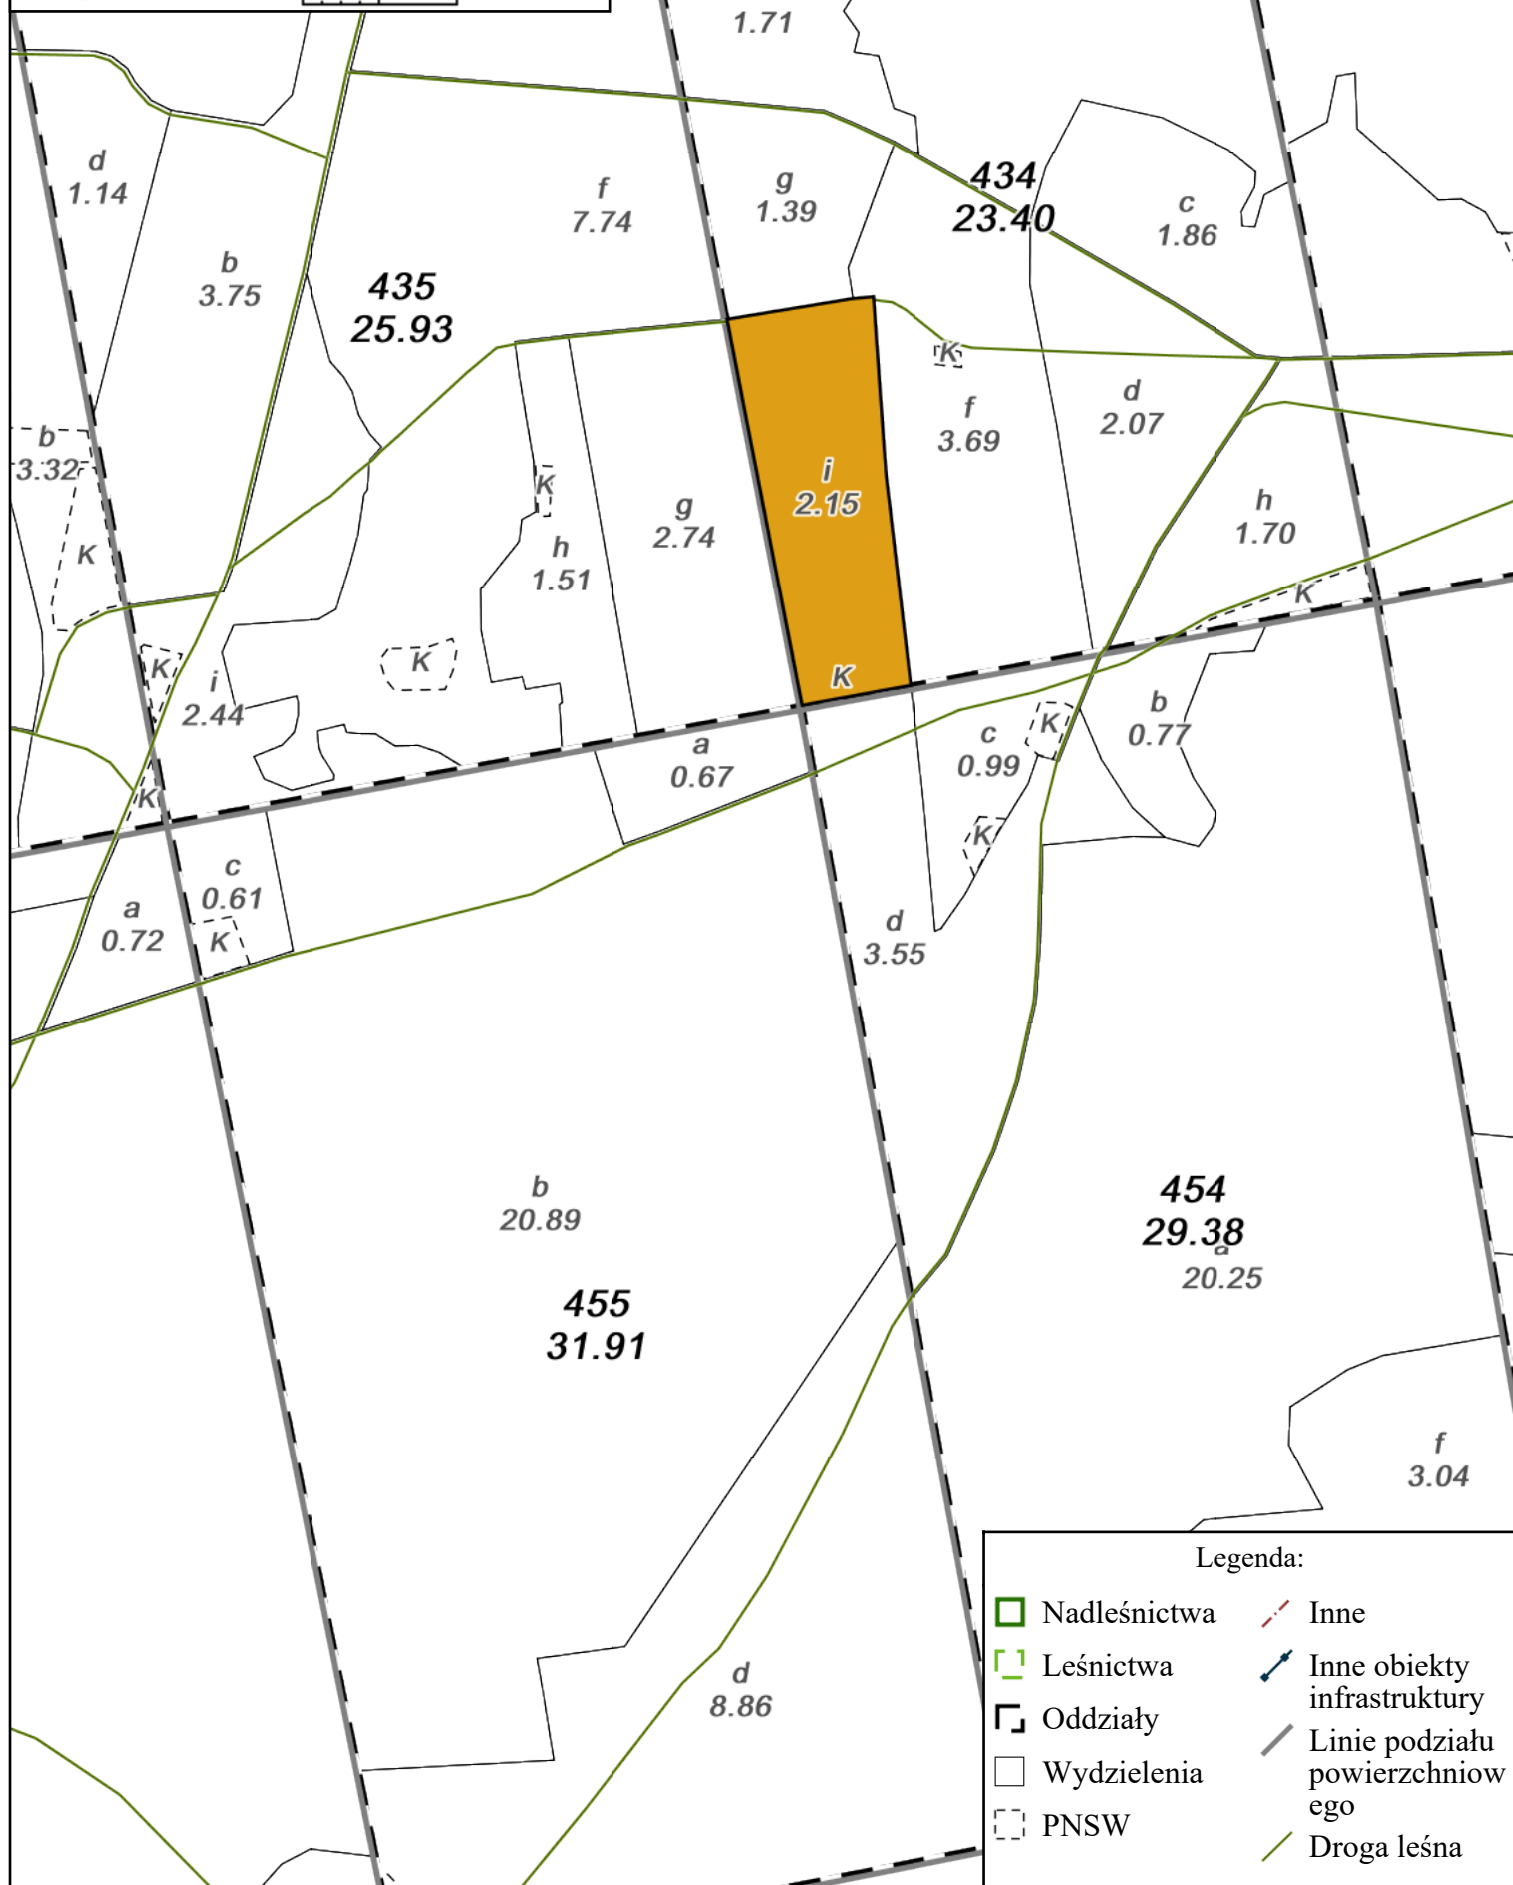 1.71
434
23.40
d
1.14
f
7.74
g
1.39
c
1.86
b
3.75
435
25.93
K
d
2.07
f
3.69
b
3.32
i
2.15
K
g
2.74
h
1.70
K
h
1.51
K
K
K
K
i
2.44
K
b
0.77
K
c
0.99
a
0.67
K
K
c
0.61
a
0.72
K
d
3.55
b
20.89
454
29.38
a
20.25
455
31.91
f
3.04
d
8.86
Legenda:
Nadleśnictwa
Leśnictwa
Oddziały
Wydzielenia
PNSW
Inne
Inne obiekty
infrastruktury
Linie podziału
powierzchniow
ego
Droga leśna